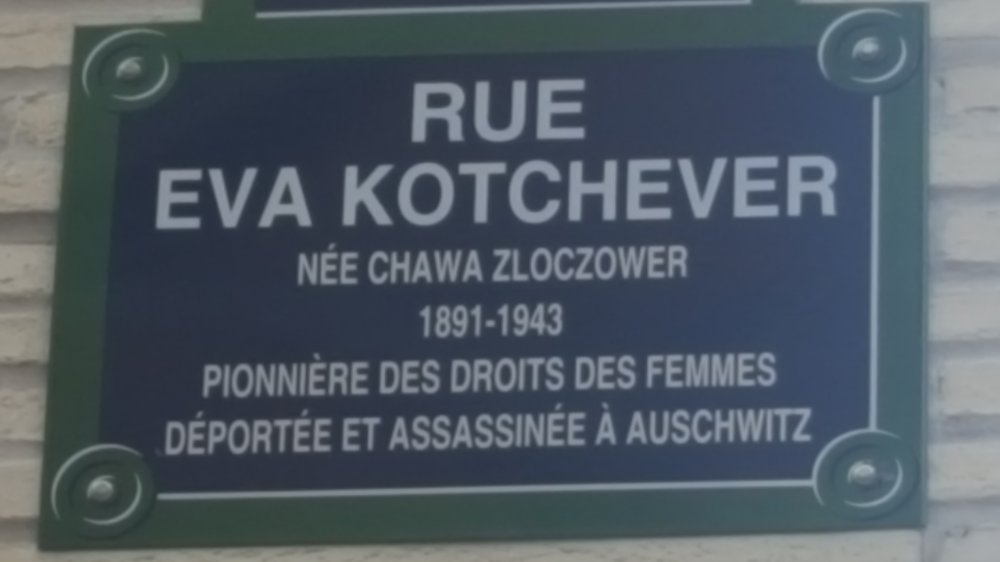 RUE
EVA KOTCHEVER
NÉE CHAWA ZLOCZOWER
1891-1943
PIONNIÈRE DES DROITS DES FEMMES
DÉPORTÉE ET ASSASSINÉE À AUSCHWITZ